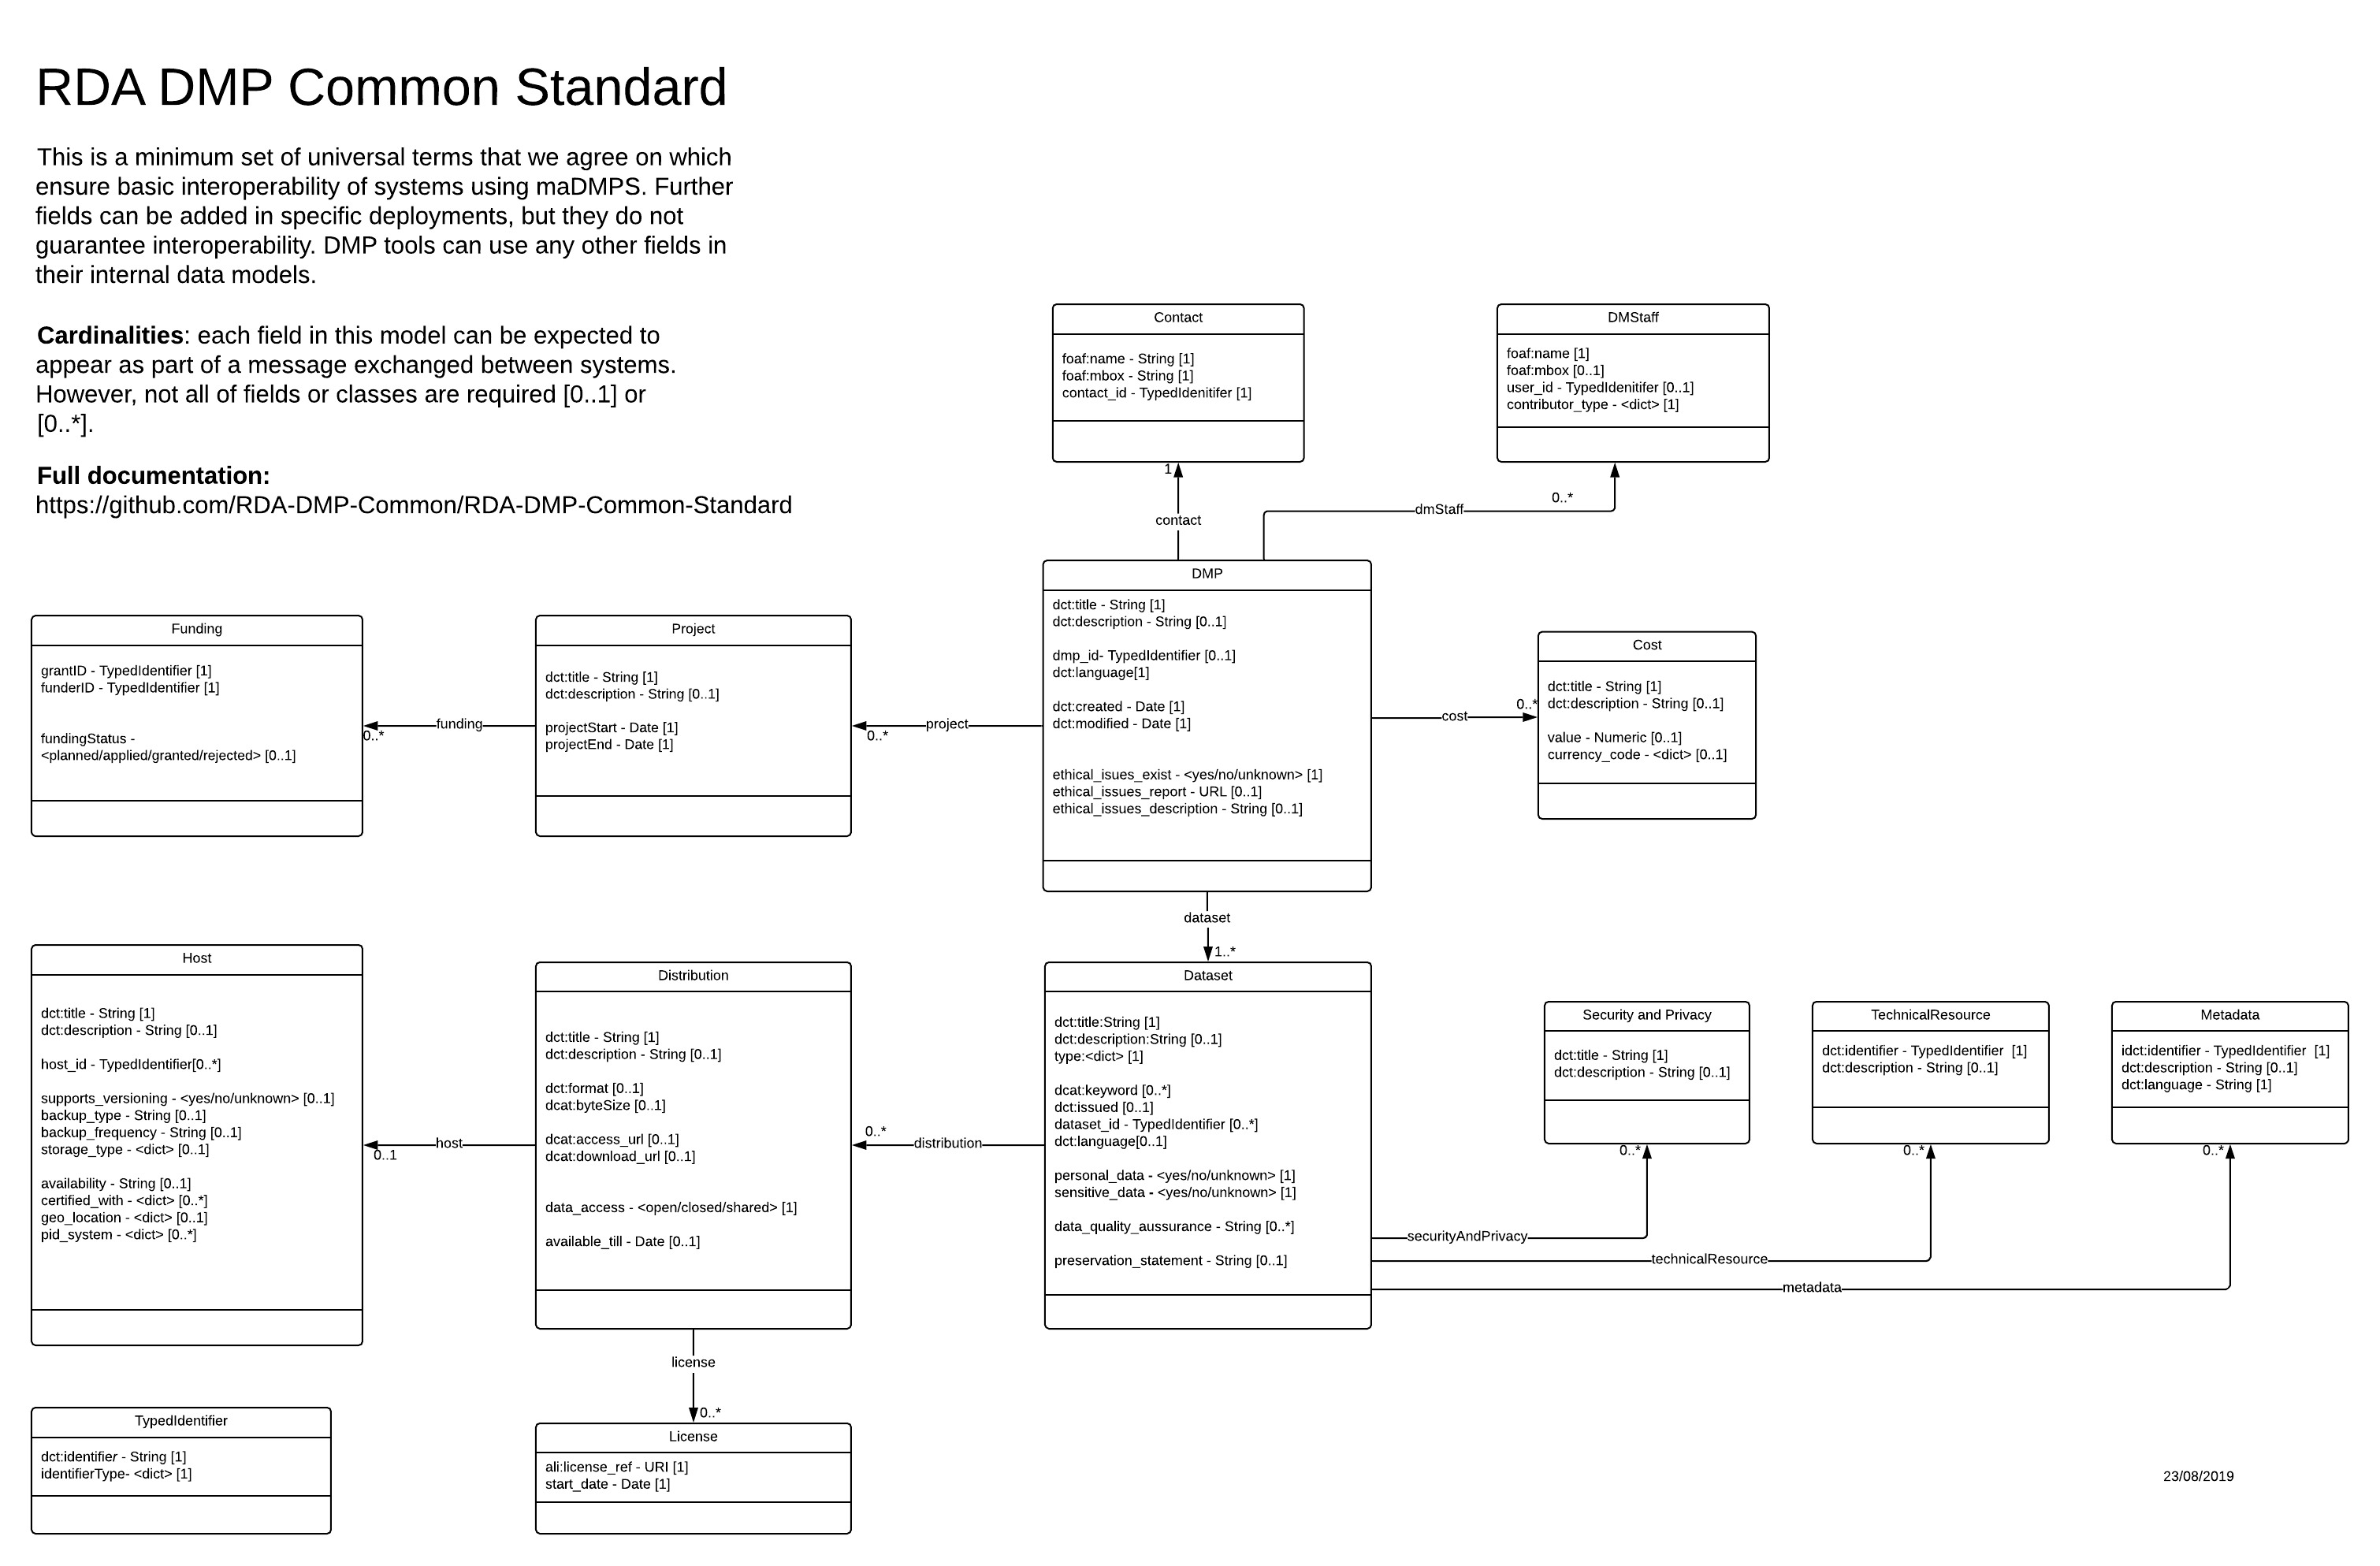 RDA DMP Common Standard
This is a minimum set of universal terms that we agree on which
ensure basic interoperability of systems using maDMPS. Further
fields can be added in specific deployments, but they do not
guarantee interoperability. DMP tools can use any other fields in
their internal data models.
Cardinalities: each field in this model can be expected to
appear as part of a message exchanged between systems.
However, not all of fields or classes are required [0..1] or
[0..*].
Full documentation:
https://github.com/RDA-DMP-Common/RDA-DMP-Common-Standard
Contact
foaf:name - String [1]
foaf:mbox - String [1]
contact_id - TypedIdenitifer [1]
1
contact
DMStaff
foaf:name [1]
foaf:mbox [0..1]
user_id - TypedIdenitifer [0..1]
contributor_type - <dict> [1]
0..*
dmStaff
Funding
grantID - TypedIdentifier [1]
funderID - TypedIdentifier [1]
fundingStatus -
<planned/applied/granted/rejected> [0..1]
0..*
funding
Project
dct:title - String [1]
dct:description - String [0..1]
projectStart - Date [1]
projectEnd - Date [1]
0..*
project
DMP
dct:title - String [1]
dct:description - String [0..1]
dmp_id- TypedIdentifier [0..1]
dct:language[1]
dct:created - Date [1]
dct:modified - Date [1]
ethical_isues_exist - <yes/no/unknown> [1]
ethical_issues_report - URL [0..1]
ethical_issues_description - String [0..1]
cost
0..*
Cost
dct:title - String [1]
dct:description - String [0..1]
value - Numeric [0..1]
currency_code - <dict> [0..1]
dataset
1..*
Host
dct:title - String [1]
dct:description - String [0..1]
host_id - TypedIdentifier[0..*]
supports_versioning - <yes/no/unknown> [0..1]
backup_type - String [0..1]
backup_frequency - String [0..1]
storage_type - <dict> [0..1]
availability - String [0..1]
certified_with - <dict> [0..*]
geo_location - <dict> [0..1]
pid_system - <dict> [0..*]
host
0..1
Distribution
dct:title - String [1]
dct:description - String [0..1]
dct:format [0..1]
dcat:byteSize [0..1]
dcat:access_url [0..1]
dcat:download_url [0..1]
data_access - <open/closed/shared> [1]
available_till - Date [0..1]
0..*
distribution
Dataset
dct:title:String [1]
dct:description:String [0..1]
type:<dict> [1]
dcat:keyword [0..*]
dct:issued [0..1]
dataset_id - TypedIdentifier [0..*]
dct:language[0..1]
personal_data - <yes/no/unknown> [1]
sensitive_data - <yes/no/unknown> [1]
data_quality_aussurance - String [0..*]
preservation_statement - String [0..1]
Security and Privacy
dct:title - String [1]
dct:description - String [0..1]
0..*
securityAndPrivacy
TechnicalResource
dct:identifier - TypedIdentifier [1]
dct:description - String [0..1]
0..*
technicalResource
Metadata
idct:identifier - TypedIdentifier [1]
dct:description - String [0..1]
dct:language - String [1]
0..*
metadata
license
0..*
TypedIdentifier
dct:identifier - String [1]
identifierType- <dict> [1]
License
ali:license_ref - URI [1]
start_date - Date [1]
23/08/2019